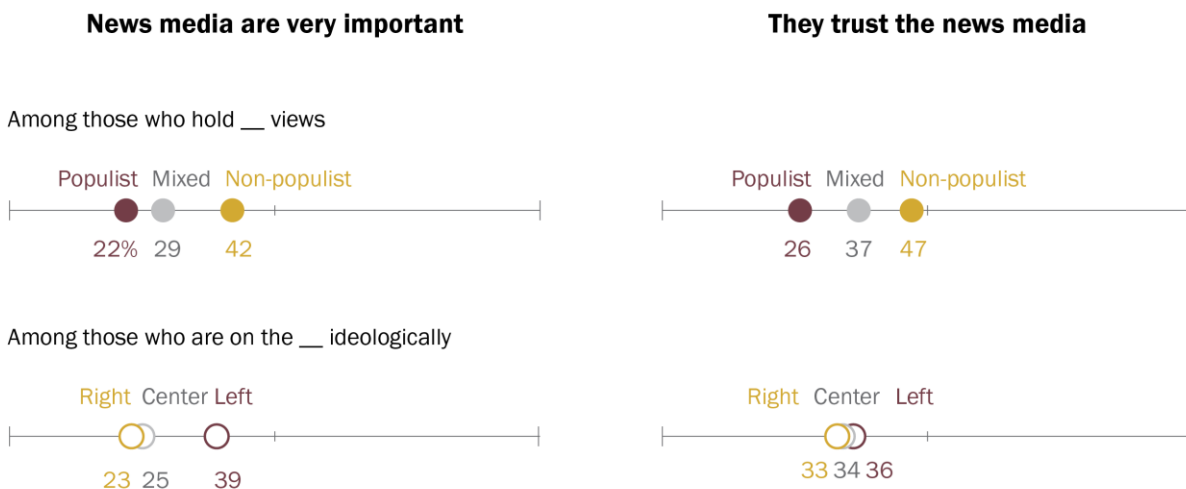 News media are very important
They trust the news media
Among those who hold __ views
Populist Mixed Non-populist
22% 29 42
Populist Mixed Non-populist
26 37 47
Among those who are on the __ ideologically
Right Center Left
23 25 39
Right Center Left
33 34 36